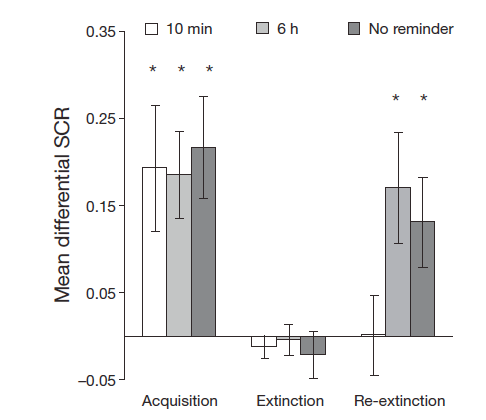 0.35
10 min
6 h
No reminder
* * *
* *
0.25
0.15
0.05
−0.05
Mean differential SCR
Acquisition
Extinction
Re-extinction